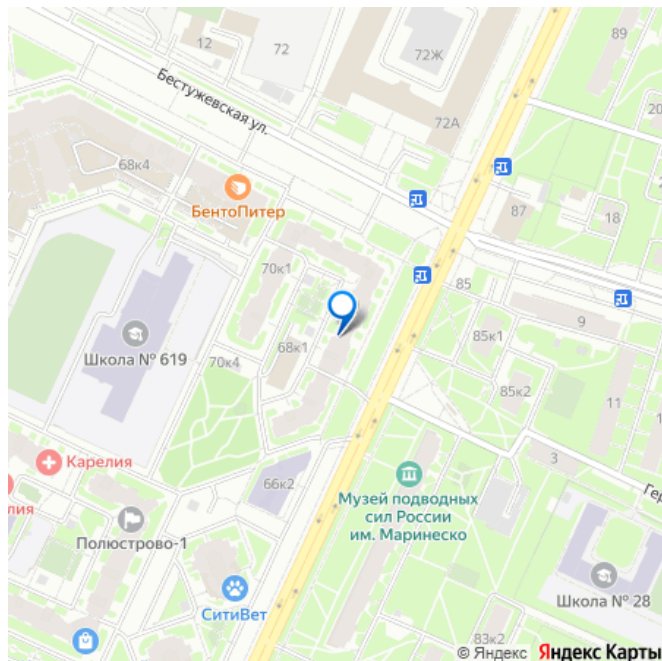 89
12
72
72Ж
20
Бестужевская ул.
72А
68к4
БентоПитер
87
18
70к1
85
9
85к1
68к1
Школа № 619
70к4
85к2
11
Карелия
3
66к2
Музей подводных
сил России
им. Маринеско
Гер
лия
Полюстрово-1
СитиВет
Школа № 28
83к2
© Яндекс Яндекс Карты